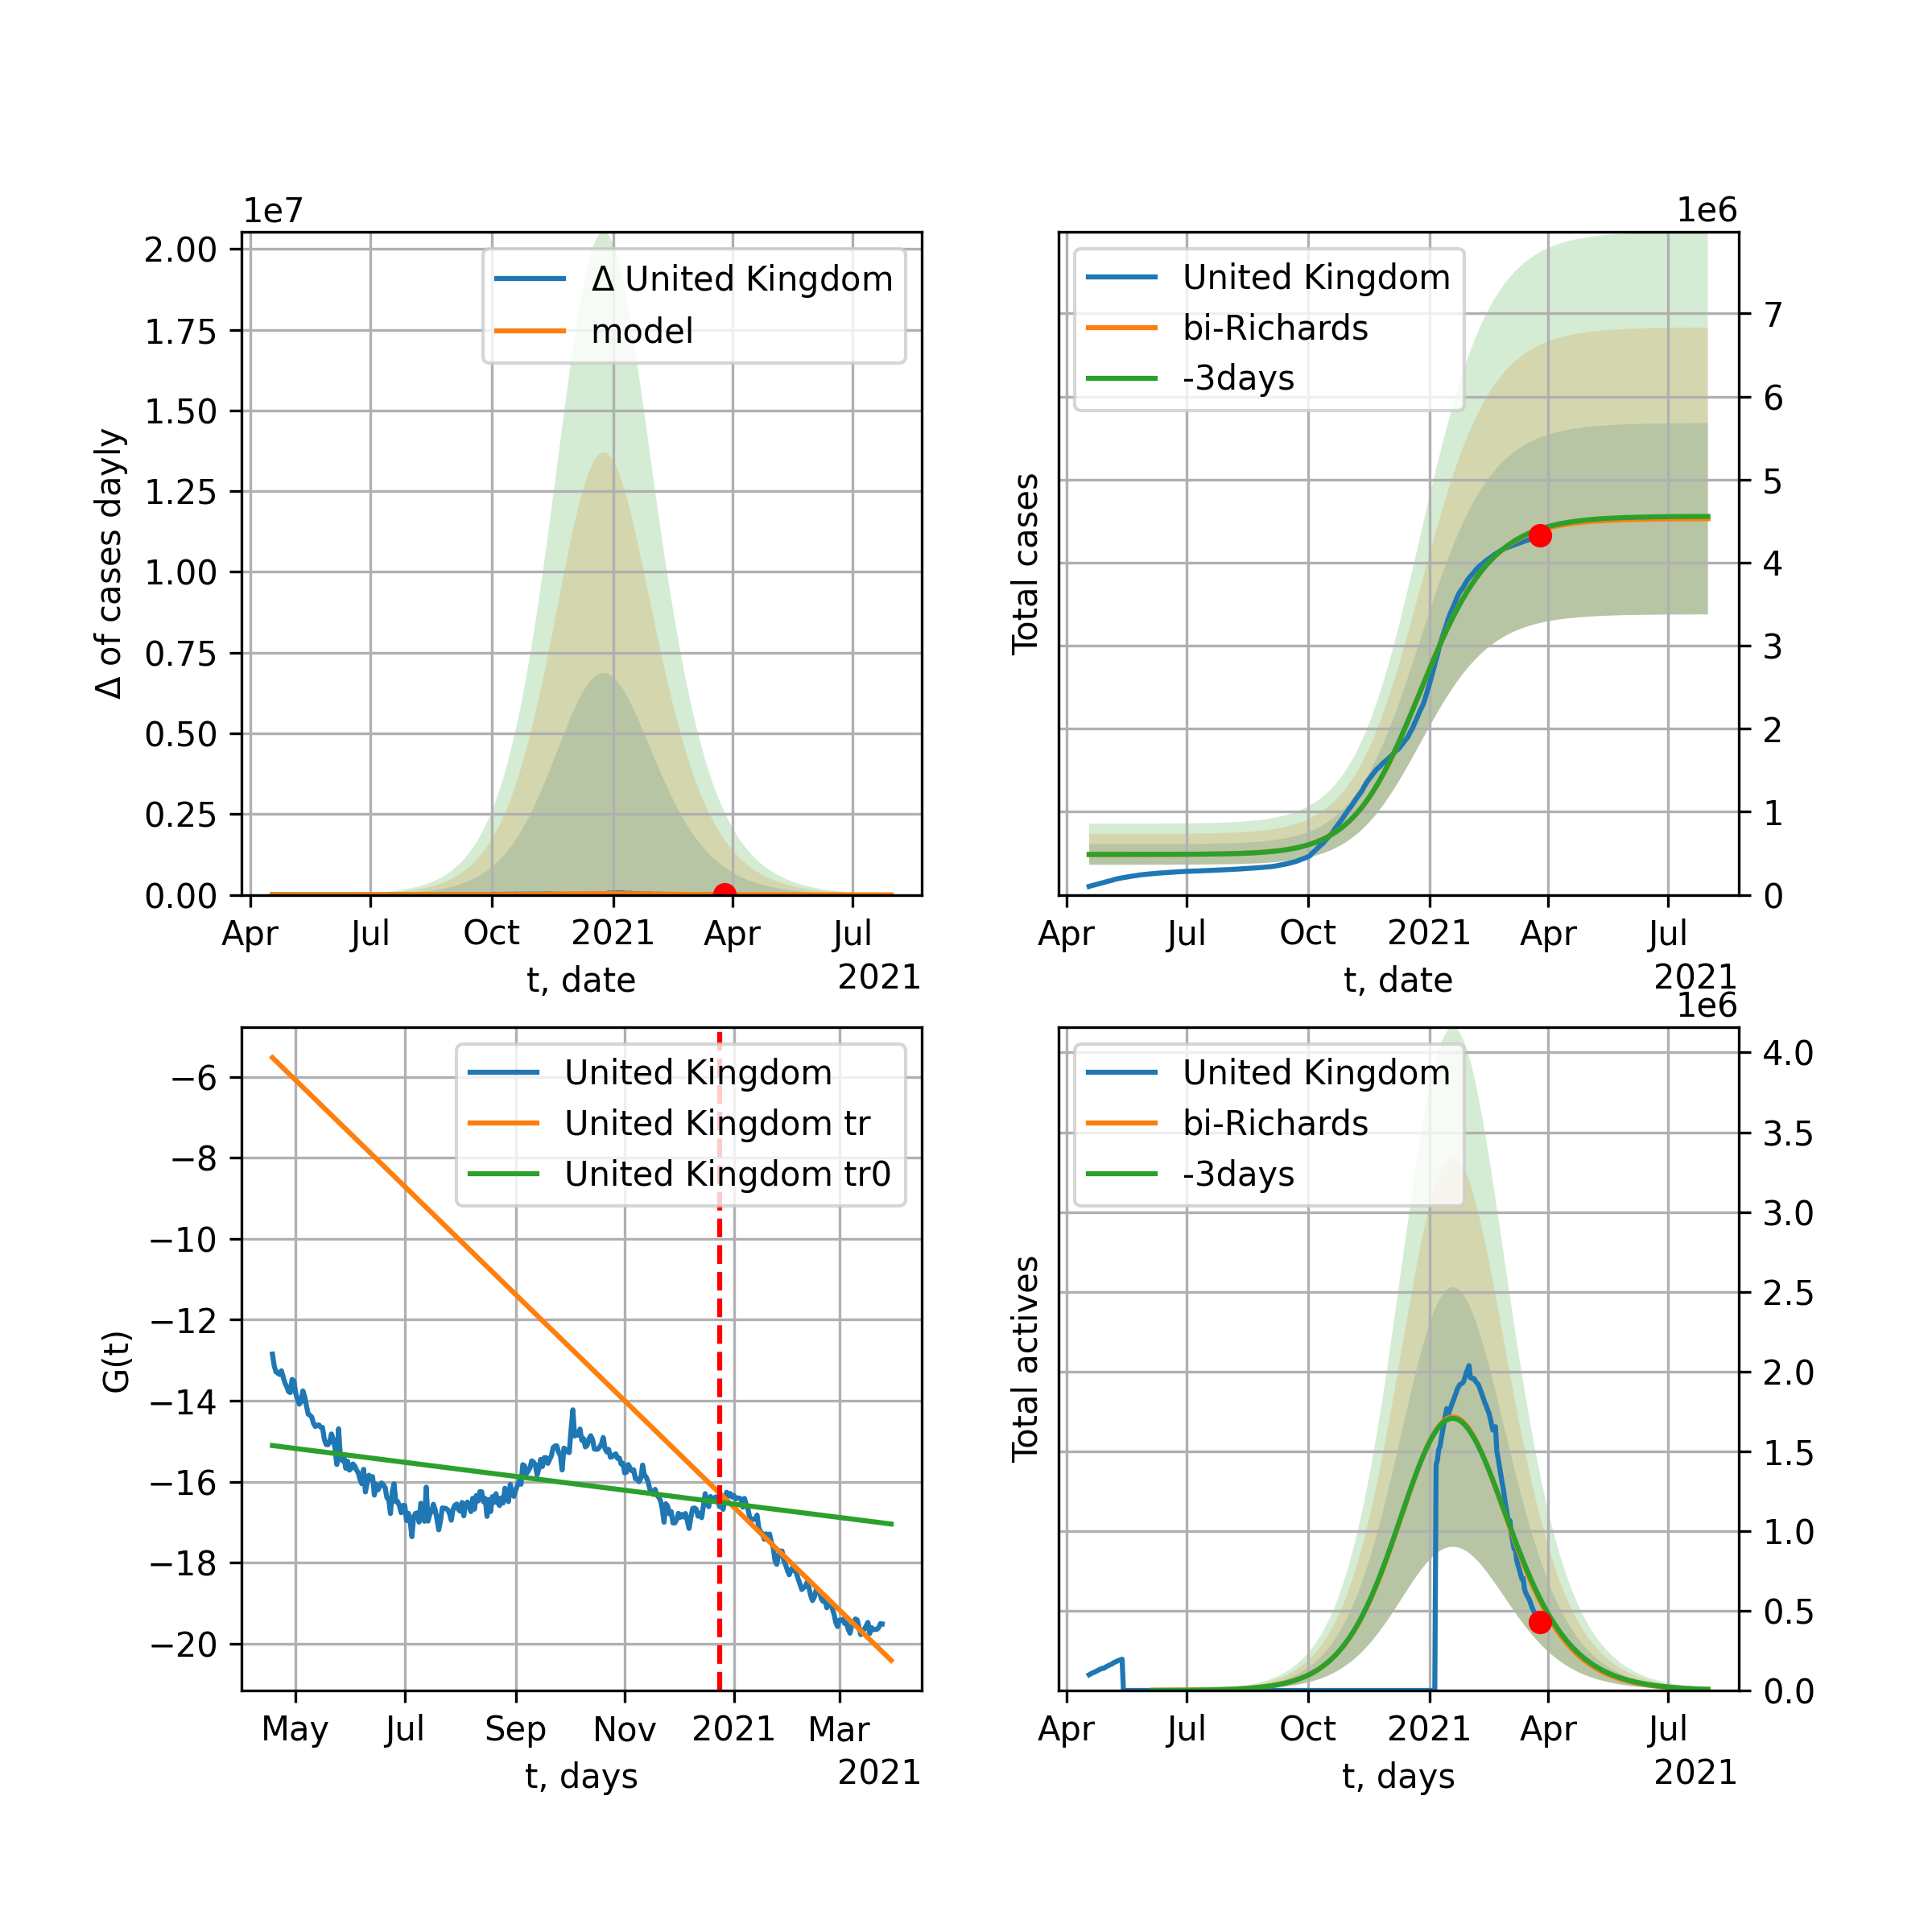 1e7
2.00
1.75
1.50
1.25
1.00
0.75
0.50
0.25
0.00
Δ of cases dayly
Δ United Kingdom
model
Apr Jul Oct 2021 Apr Jul
t, date
2021
1e6
United Kingdom
bi-Richards
-3days
Total cases
7
6
5
4
3
2
1
0
Apr Jul Oct 2021 Apr Jul
t, date
2021
−6
−8
−10
−12
−14
−16
−18
−20
G(t)
United Kingdom
United Kingdom tr
United Kingdom tr0
May Jul Sep Nov 2021 Mar
t, days
2021
1e6
United Kingdom
bi-Richards
-3days
Total actives
4.0
3.5
3.0
2.5
2.0
1.5
1.0
0.5
0.0
Apr Jul Oct 2021 Apr Jul
t, days
2021